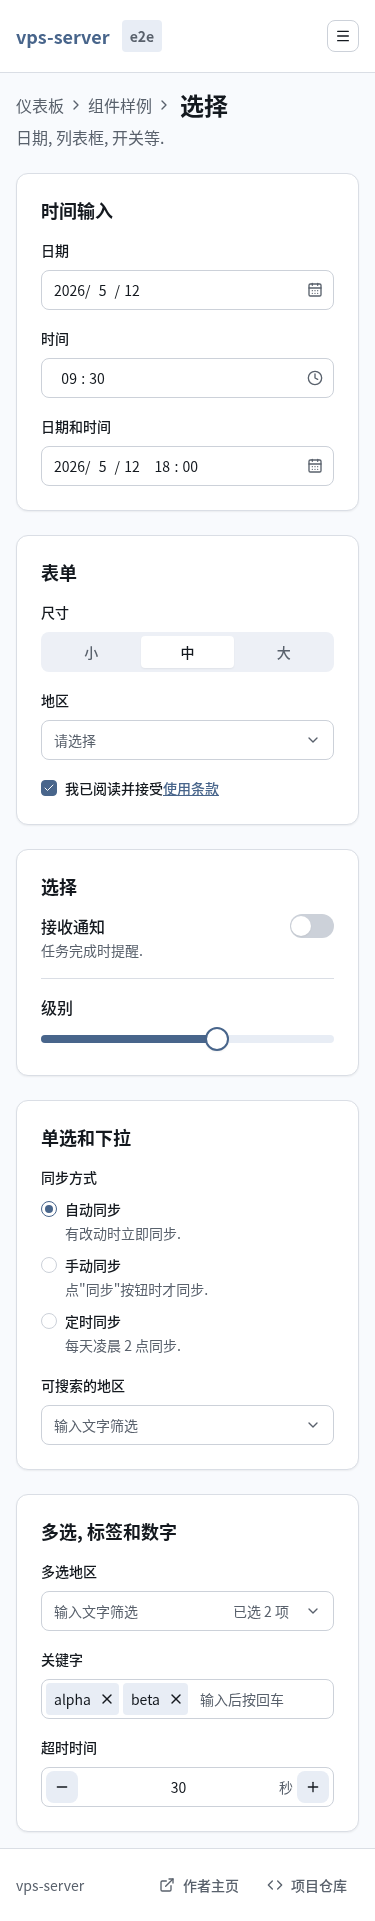 vps-server e2e
仪表板 > 组件样例 > 选择
日期, 列表框, 开关等.
时间输入
日期
2026/ 5 / 12
时间
09 : 30
日期和时间
2026/ 5 / 12 18 : 00
表单
尺寸
小 中 大
地区
请选择
我已阅读并接受使用条款
选择
接收通知
任务完成时提醒.
级别
单选和下拉
同步方式
自动同步
有改动时立即同步.
手动同步
点"同步"按钮时才同步.
定时同步
每天凌晨 2 点同步.
可搜索的地区
输入文字筛选
多选, 标签和数字
多选地区
输入文字筛选 已选 2 项
关键字
alpha beta 输入后按回车
超时时间
30 秒
vps-server 作者主页 项目仓库